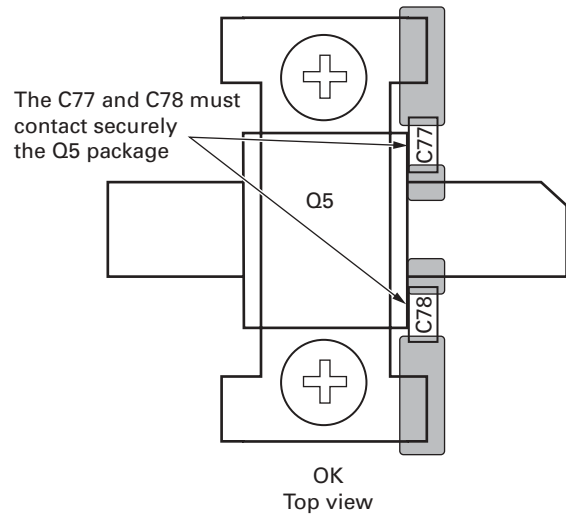 The C77 and C78 must
contact securely
the Q5 package
C77
Q5
C78
OK
Top view